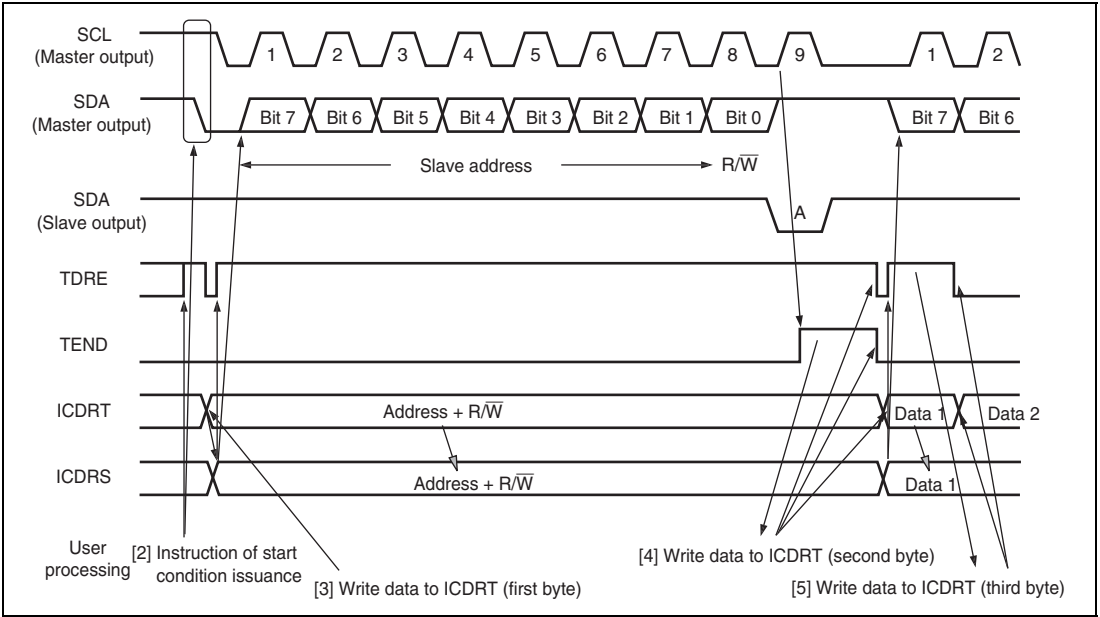 SCL
(Master output)
1 2 3 4 5 6 7 8 9 1 2
SDA
(Master output)
Bit 7 Bit 6 Bit 5 Bit 4 Bit 3 Bit 2 Bit 1 Bit 0 Bit 7 Bit 6
Slave address R/W̅
SDA
(Slave output)
A
TDRE
TEND
ICDRT
Address + R/W̅ Data 1 Data 2
ICDRS
Address + R/W̅ Data 1
User
processing
[2] Instruction of start
condition issuance
[3] Write data to ICDRT (first byte)
[4] Write data to ICDRT (second byte)
[5] Write data to ICDRT (third byte)